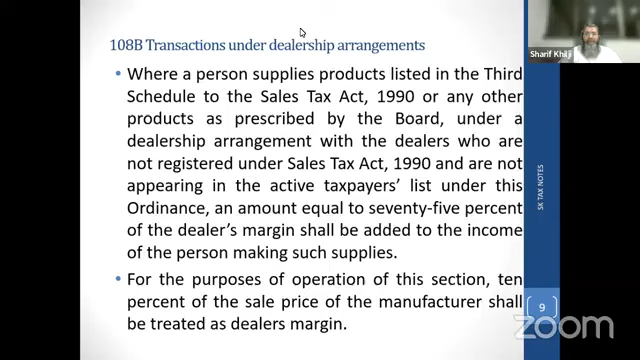 108B Transactions under dealership arrangements
Sharif Khilji
• Where a person supplies products listed in the Third
Schedule to the Sales Tax Act, 1990 or any other
products as prescribed by the Board, under a
dealership arrangement with the dealers who are
not registered under Sales Tax Act, 1990 and are not
appearing in the active taxpayers' list under this
Ordinance, an amount equal to seventy-five percent
of the dealer's margin shall be added to the income
of the person making such supplies.
• For the purposes of operation of this section, ten
percent of the sale price of the manufacturer shall
be treated as dealers margin.
SK TAX NOTES
9
zoom